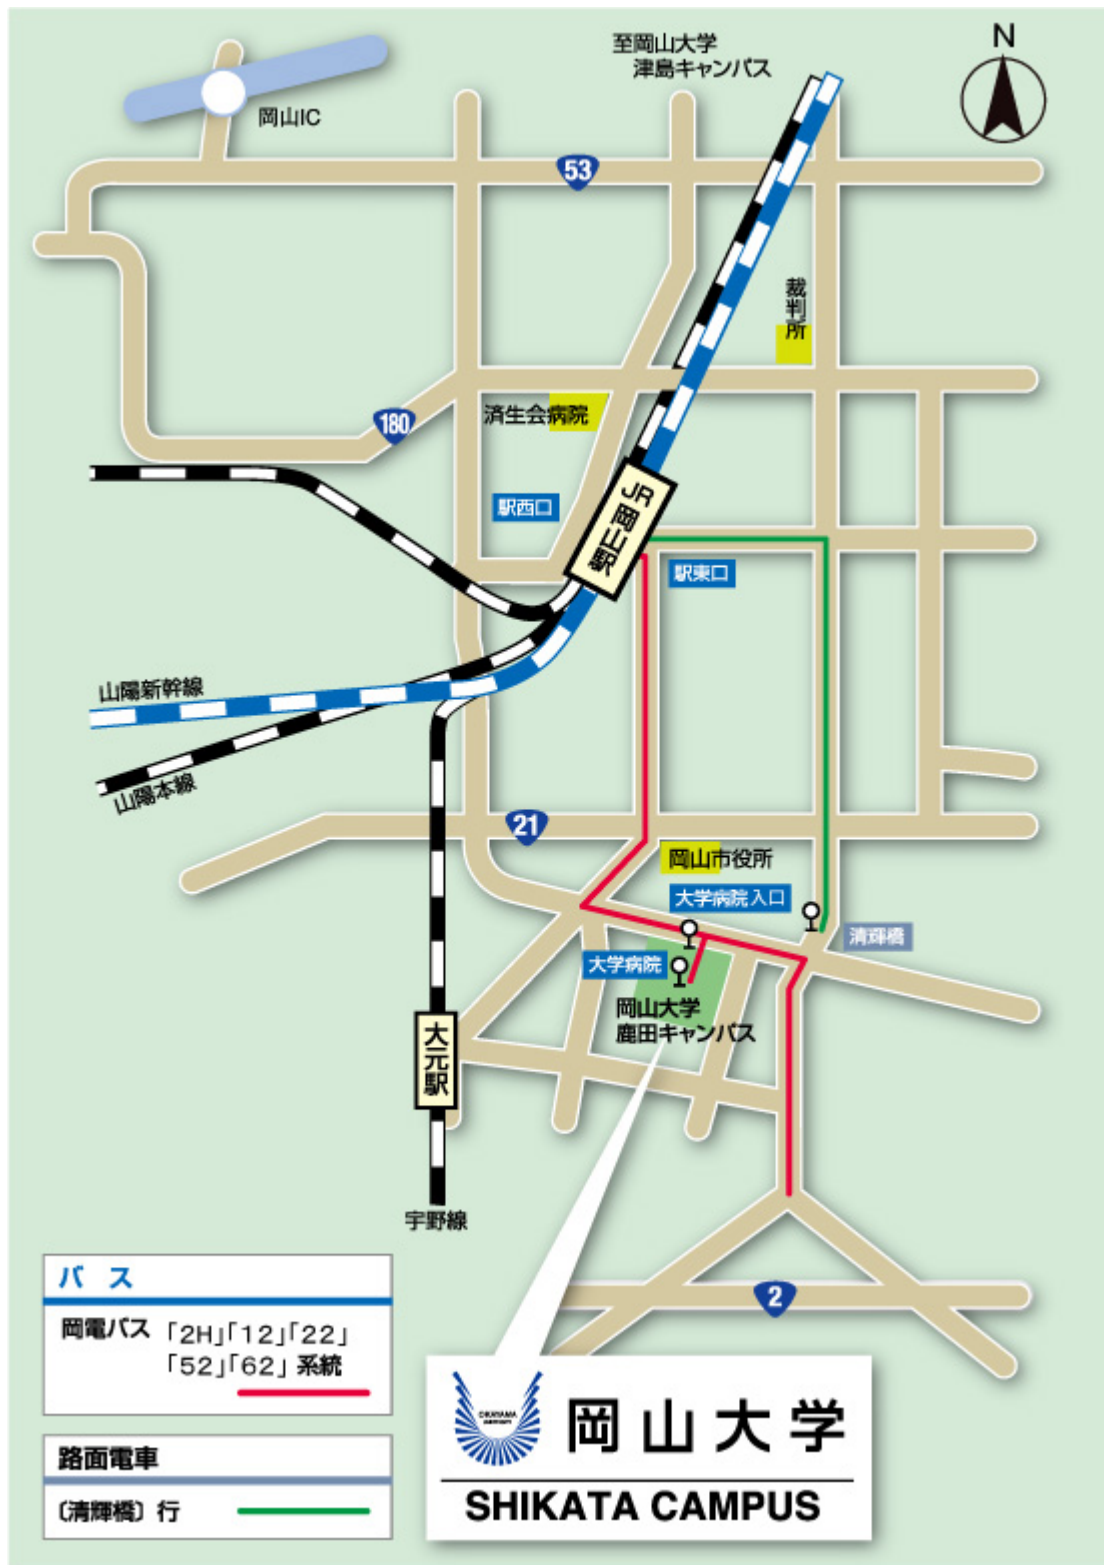 至岡山大学
津島キャンパス
N
岡山IC
53
裁判所
180
済生会病院
駅西口
JR岡山駅
駅東口
山陽新幹線
山陽本線
21
岡山市役所
大学病院入口
清輝橋
大学病院
岡山大学
鹿田キャンパス
大元駅
宇野線
2
バス
岡電バス 「2H」「12」「22」
「52」「62」系統
路面電車
〔清輝橋〕行
OKAYAMA
UNIVERSITY
岡山大学
SHIKATA CAMPUS